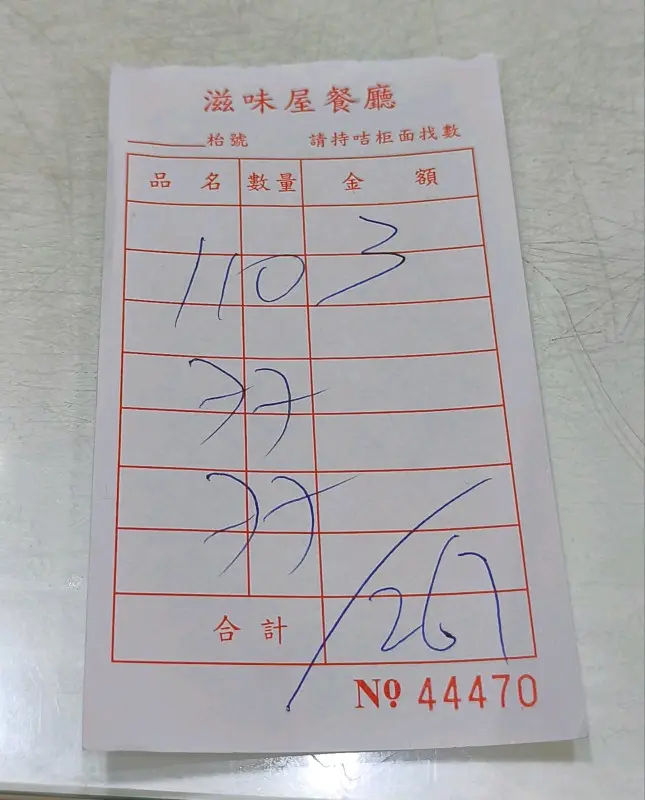 滋味屋餐廳
枱號 請持咭柜面找數
品名 數量 金額
110 3
77
77
合計 267
Nº 44470